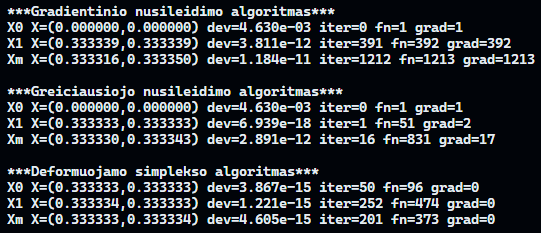 ***Gradientinio nusileidimo algoritmas***
X0 X=(0.000000,0.000000) dev=4.630e-03 iter=0 fn=1 grad=1
X1 X=(0.333339,0.333339) dev=3.811e-12 iter=391 fn=392 grad=392
Xm X=(0.333316,0.333350) dev=1.184e-11 iter=1212 fn=1213 grad=1213
***Greiciausiojo nusileidimo algoritmas***
X0 X=(0.000000,0.000000) dev=4.630e-03 iter=0 fn=1 grad=1
X1 X=(0.333333,0.333333) dev=6.939e-18 iter=1 fn=51 grad=2
Xm X=(0.333330,0.333343) dev=2.891e-12 iter=16 fn=831 grad=17
***Deformuojamo simplekso algoritmas***
X0 X=(0.333333,0.333333) dev=3.867e-15 iter=50 fn=96 grad=0
X1 X=(0.333334,0.333333) dev=1.221e-15 iter=252 fn=474 grad=0
Xm X=(0.333333,0.333334) dev=4.605e-15 iter=201 fn=373 grad=0